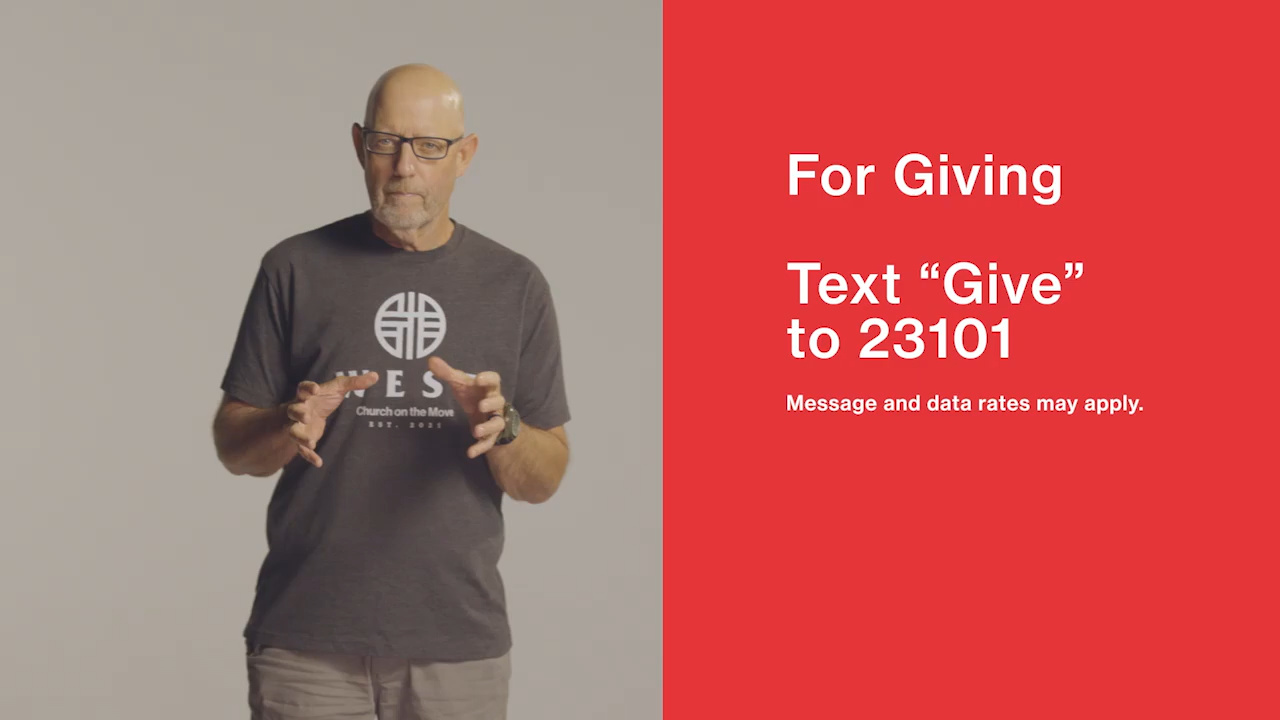 For Giving
Text “Give”
to 23101
Message and data rates may apply.
Church on the Move